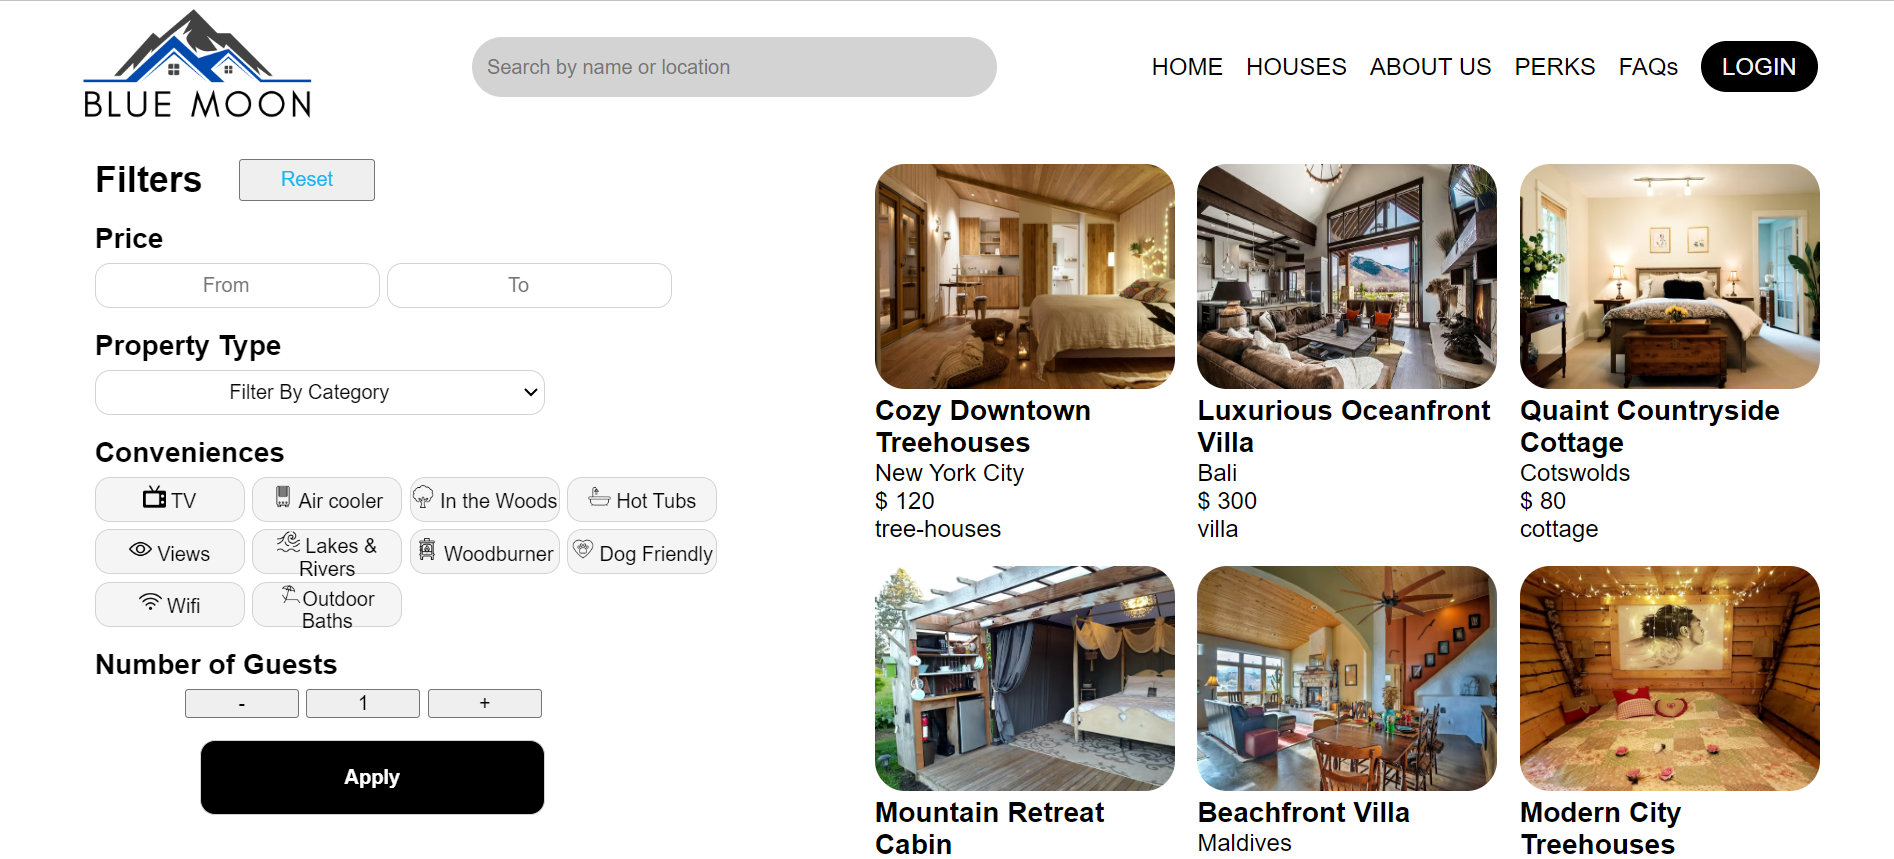 BLUE MOON
Search by name or location
HOME HOUSES ABOUT US PERKS FAQs LOGIN
Filters Reset
Price
From To
Property Type
Filter By Category
Conveniences
TV Air cooler In the Woods Hot Tubs
Views Lakes & Rivers Woodburner Dog Friendly
Wifi Outdoor Baths
Number of Guests
- 1 +
Apply
Cozy Downtown
Treehouses
New York City
$ 120
tree-houses
Luxurious Oceanfront
Villa
Bali
$ 300
villa
Quaint Countryside
Cottage
Cotswolds
$ 80
cottage
Mountain Retreat
Cabin
Beachfront Villa
Maldives
Modern City
Treehouses